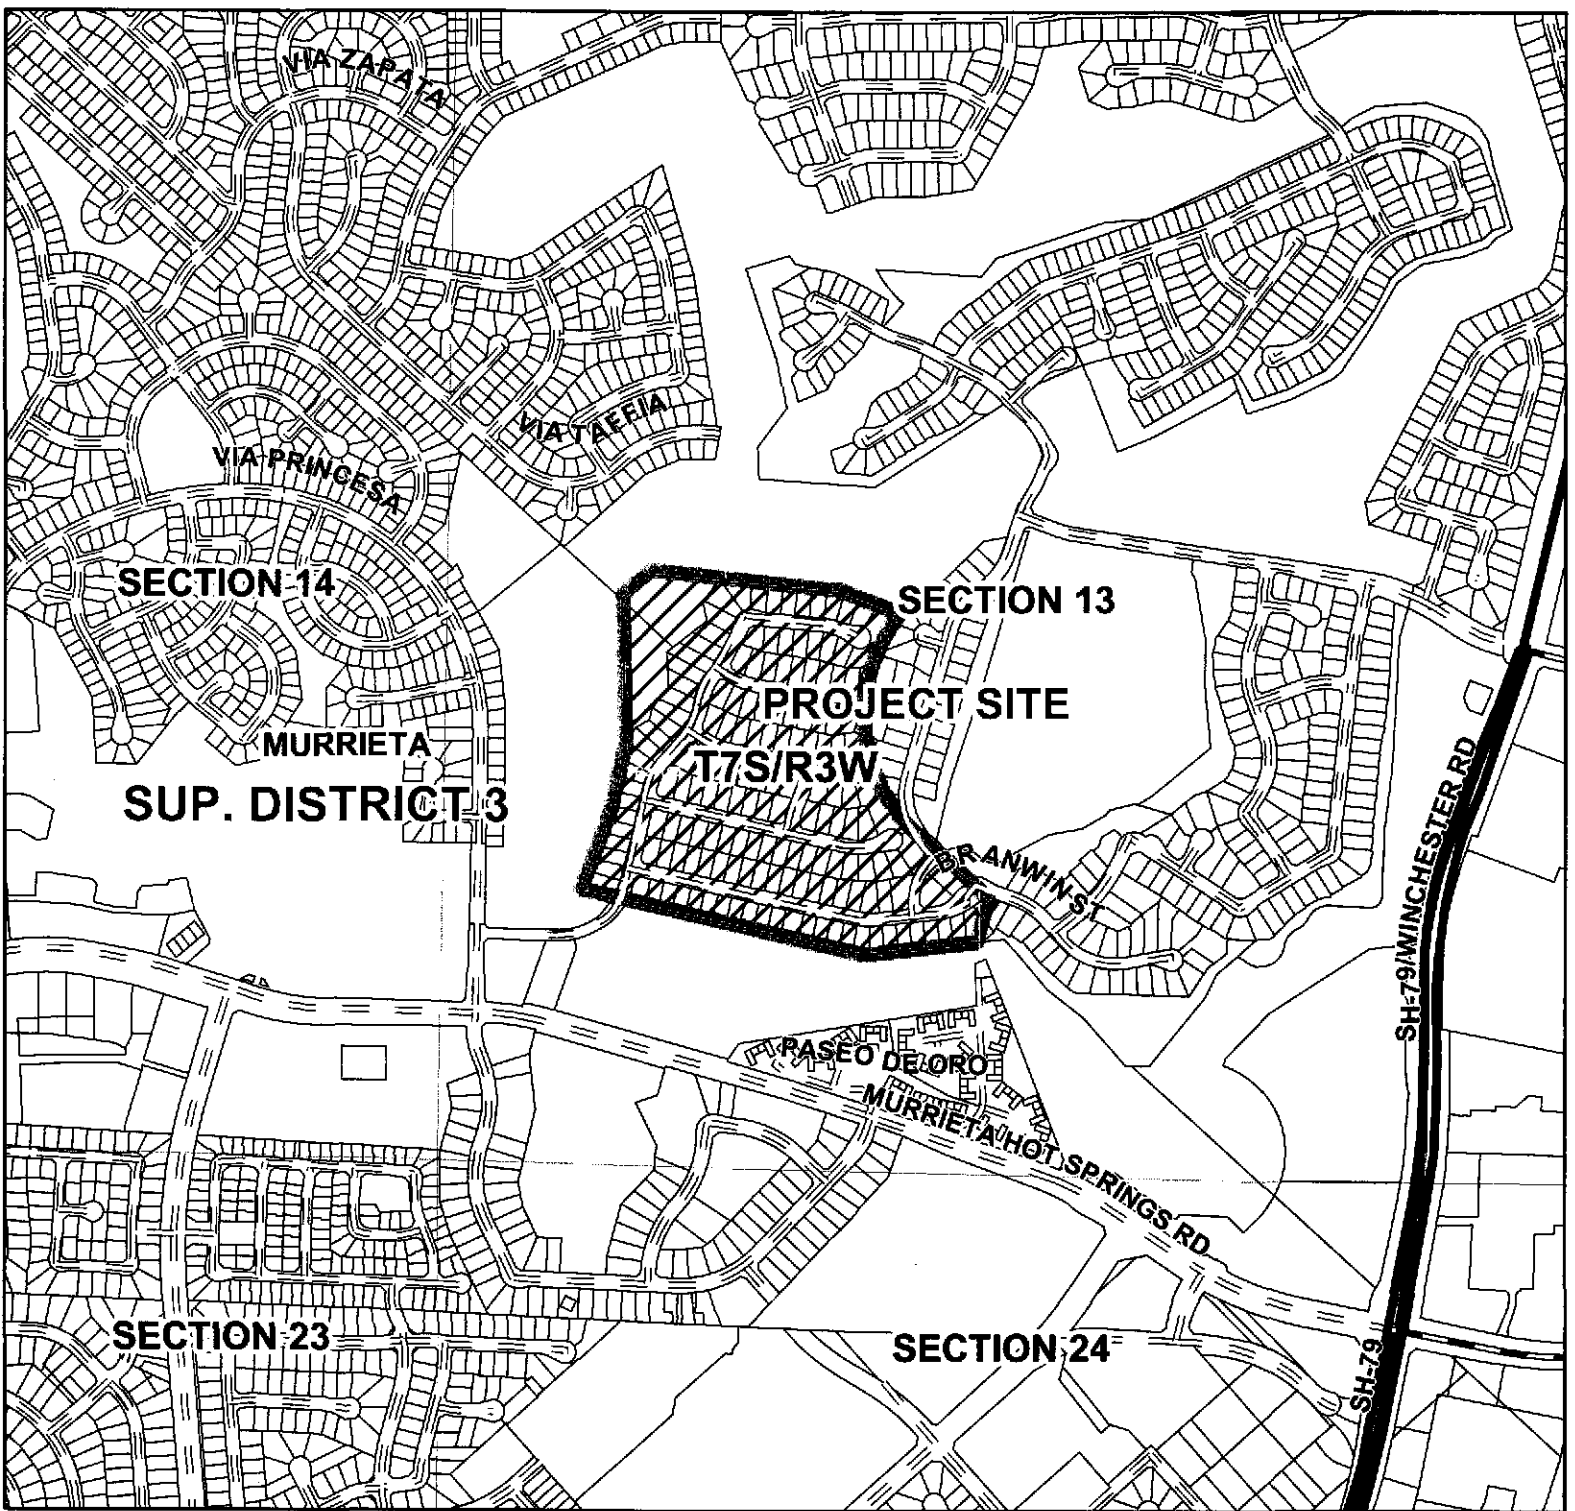 VIA ZAPATA
VIA TAFFIA
VIA PRINCESA
SECTION 14
SECTION 13
PROJECT SITE
MURRIETA
T7S/R3W
SUP. DISTRICT 3
BRANWIN ST
SH-79/WINCHESTER RD
PASEO DE ORO
MURRIETA HOT SPRINGS RD
SECTION 23
SECTION 24
SH-79